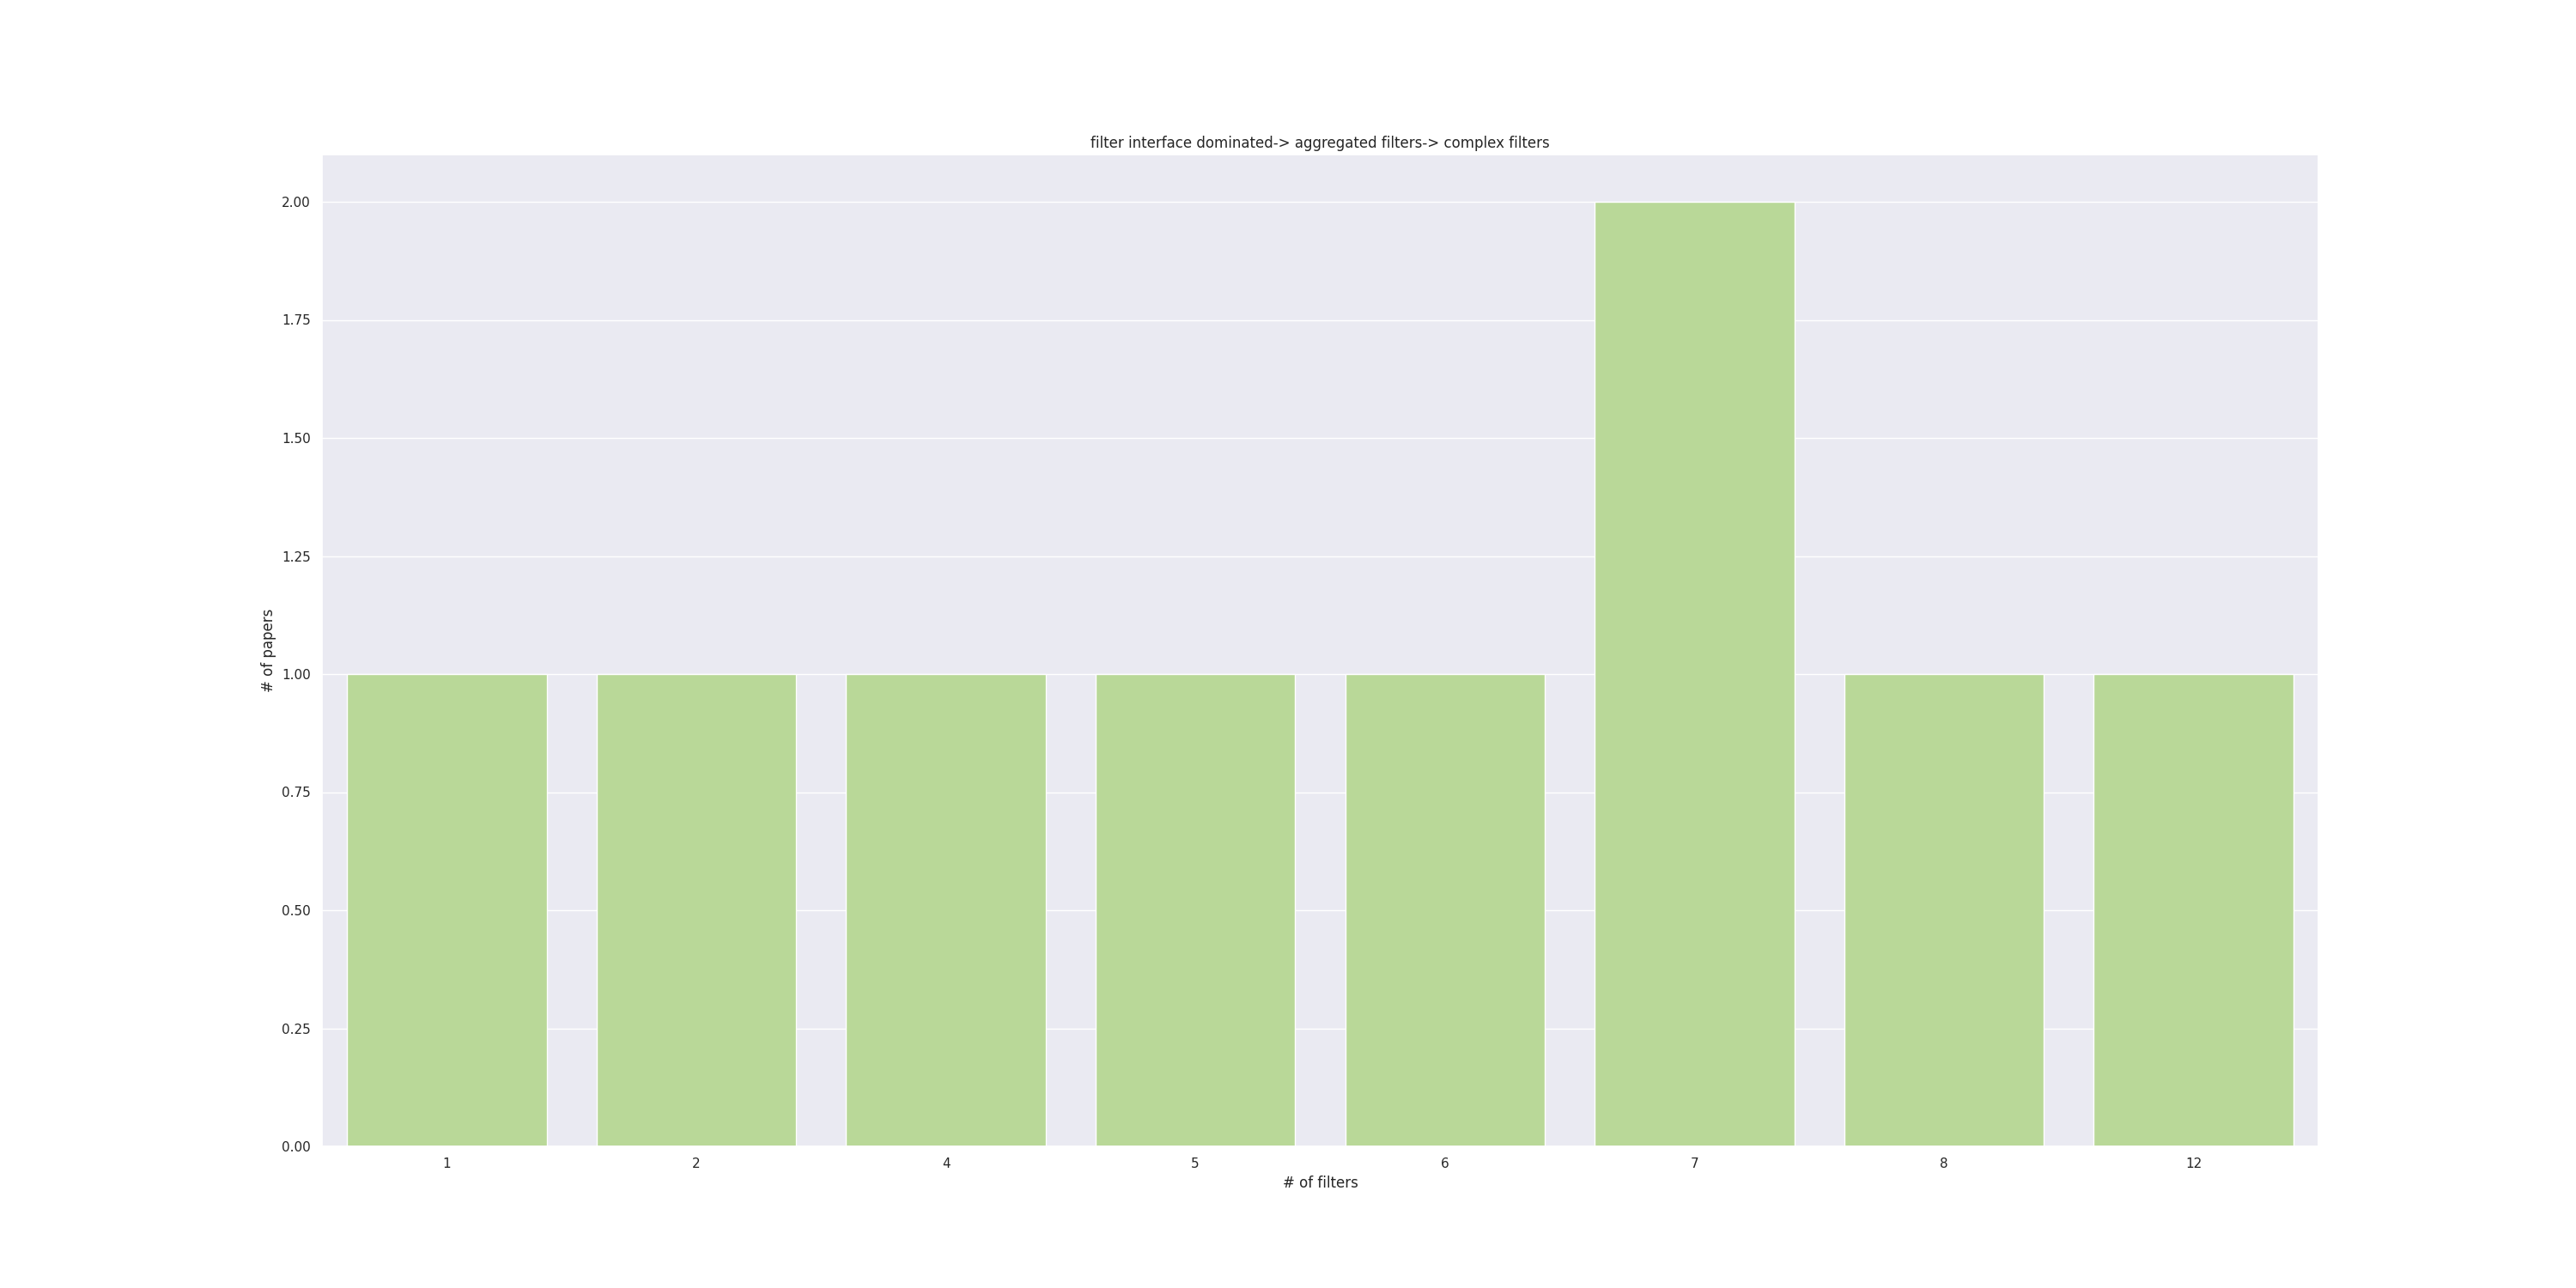 filter interface dominated-> aggregated filters-> complex filters
2.00
1.75
1.50
1.25
1.00
0.75
0.50
0.25
0.00
# of papers
1 2 4 5 6 7 8 12
# of filters